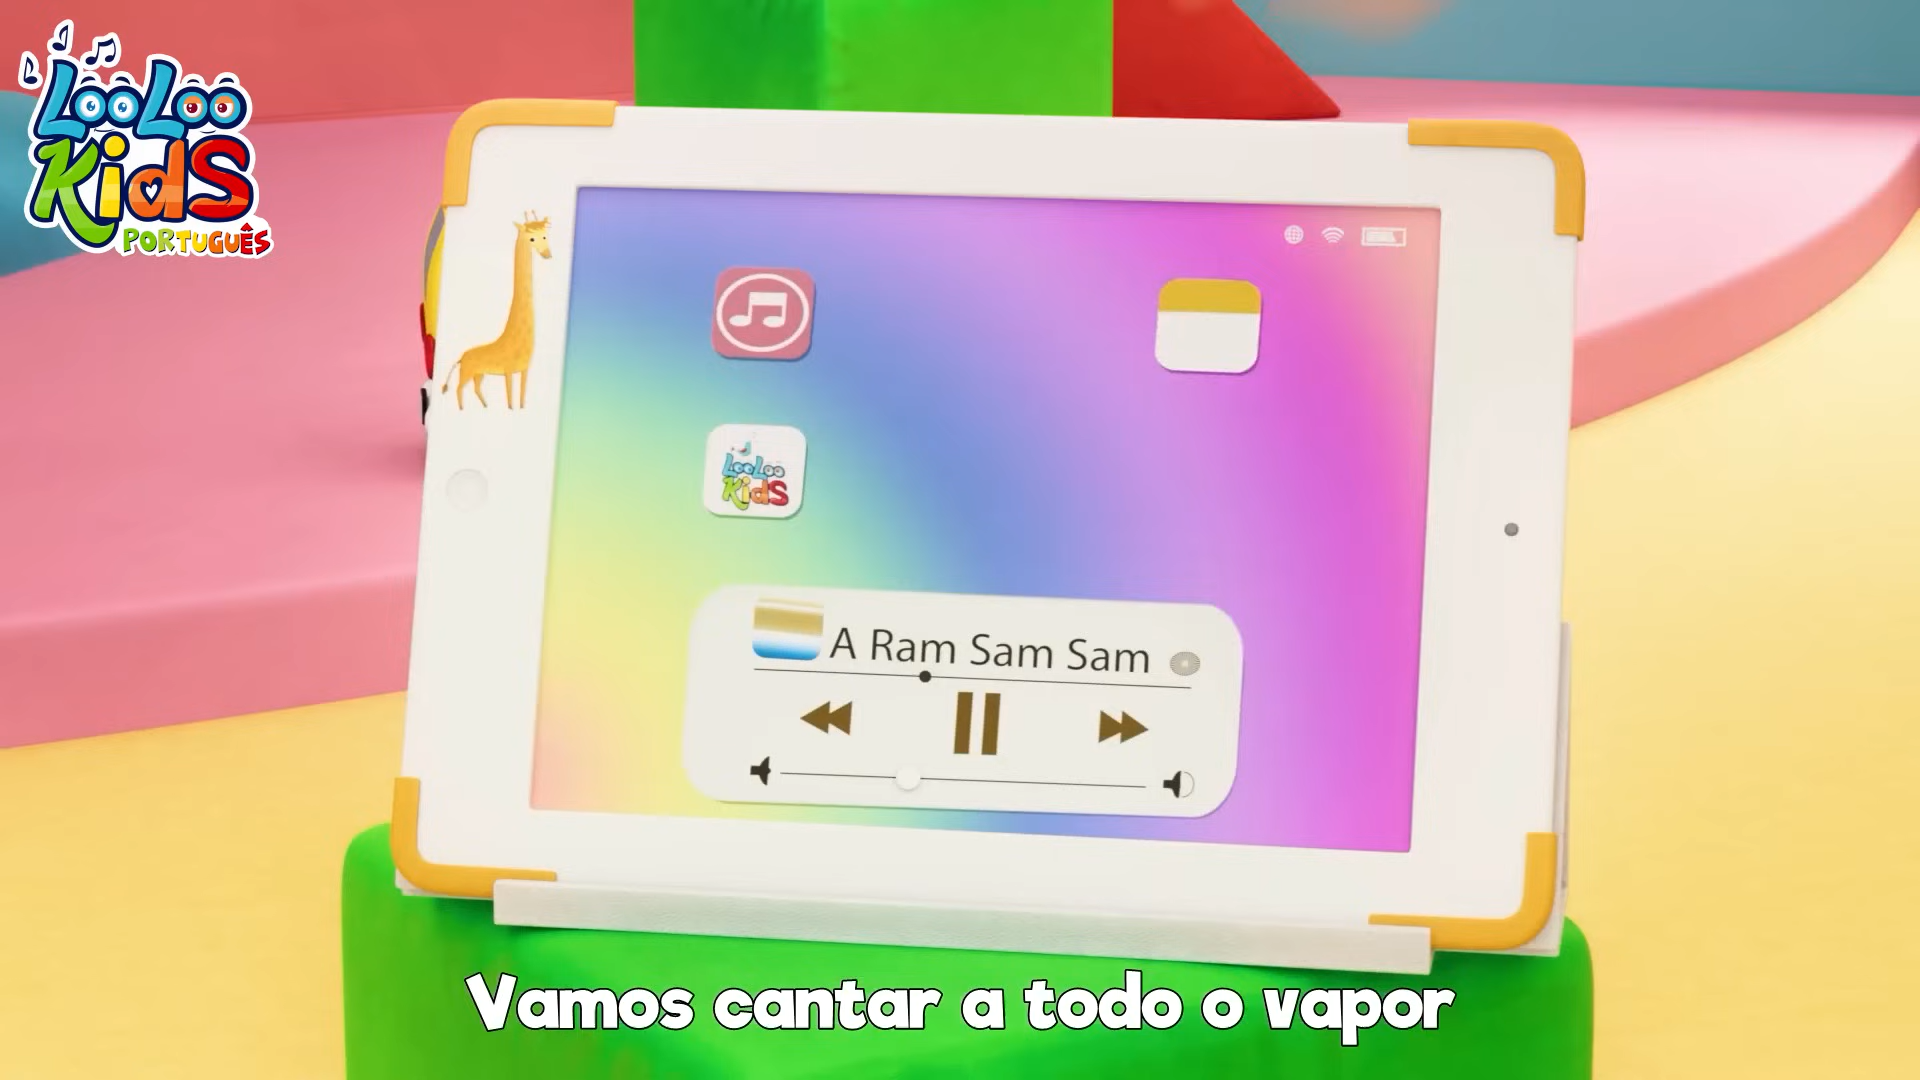 LooLoo
KidS
PORTUGUÊS
LooLoo
KidS
A Ram Sam Sam
Vamos cantar a todo o vapor